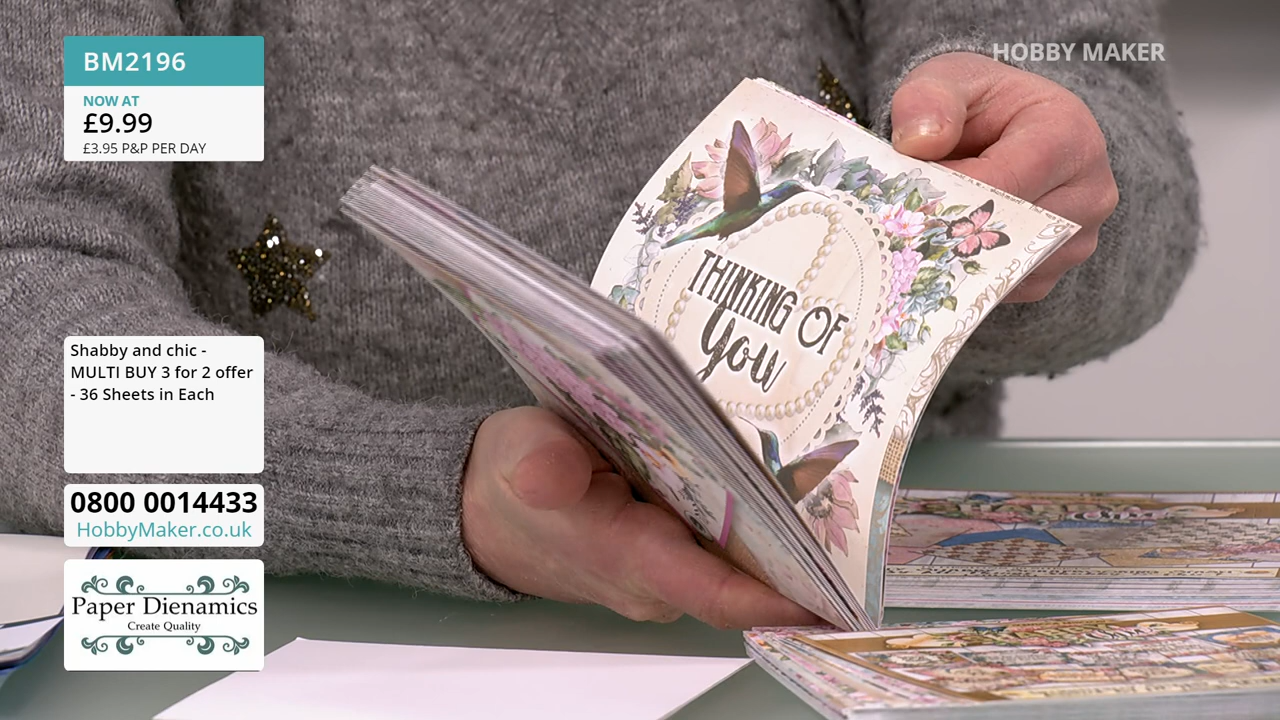 BM2196
NOW AT
£9.99
£3.95 P&P PER DAY
HOBBY MAKER
THINKING OF
You
Shabby and chic -
MULTI BUY 3 for 2 offer
- 36 Sheets in Each
0800 0014433
HobbyMaker.co.uk
Paper Dienamics
Create Quality